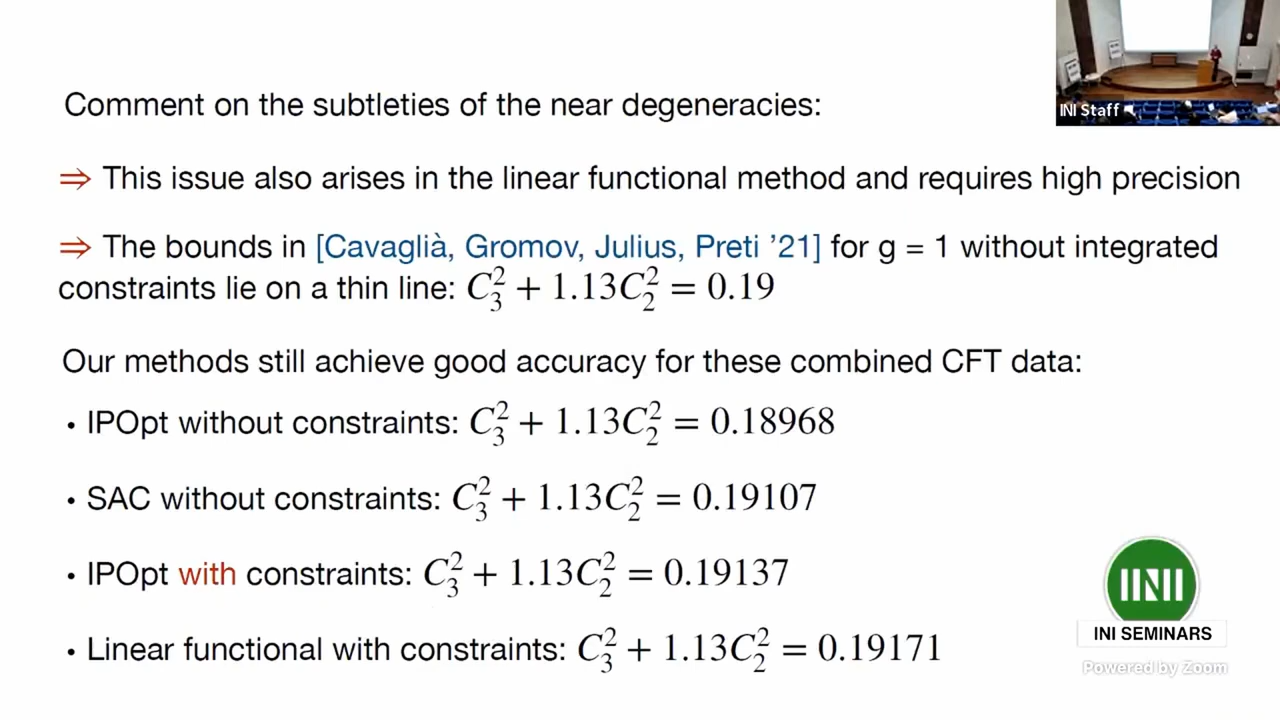 INI Staff
Comment on the subtleties of the near degeneracies:
⇒ This issue also arises in the linear functional method and requires high precision
⇒ The bounds in [Cavaglià, Gromov, Julius, Preti ’21] for g = 1 without integrated
constraints lie on a thin line: C₃² + 1.13C₂² = 0.19
Our methods still achieve good accuracy for these combined CFT data:
• IPOpt without constraints: C₃² + 1.13C₂² = 0.18968
• SAC without constraints: C₃² + 1.13C₂² = 0.19107
• IPOpt with constraints: C₃² + 1.13C₂² = 0.19137
• Linear functional with constraints: C₃² + 1.13C₂² = 0.19171
INI
INI SEMINARS
Powered by Zoom